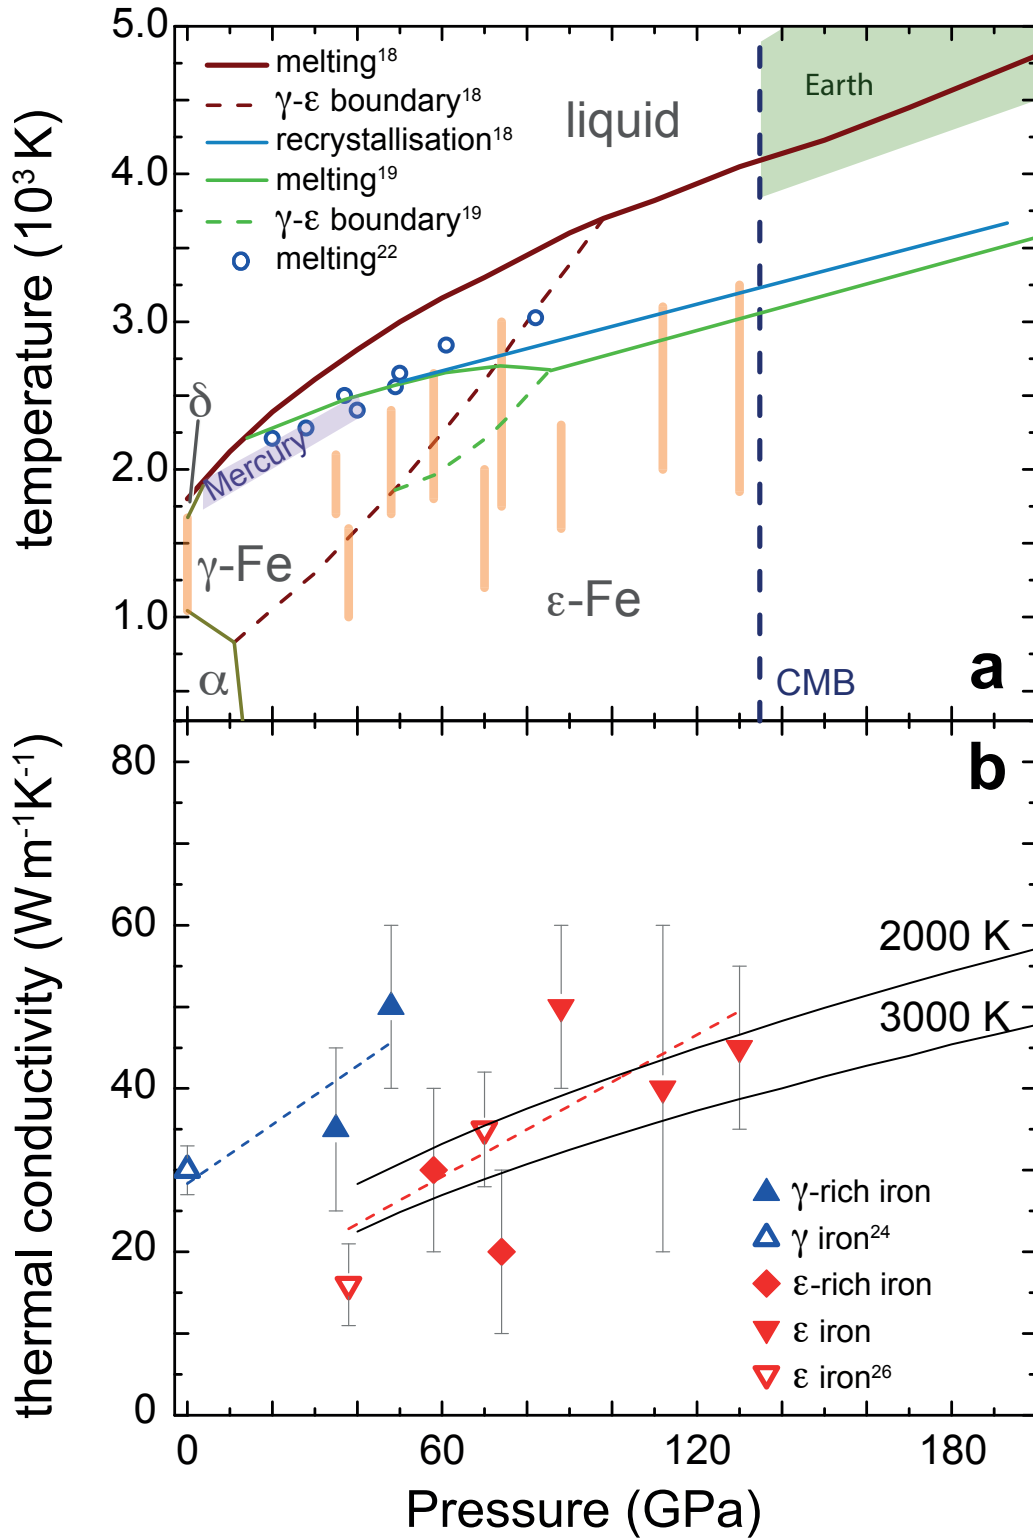 temperature (10³ K)
5.0
4.0
3.0
2.0
1.0
melting¹⁸
γ-ε boundary¹⁸
recrystallisation¹⁸
melting¹⁹
γ-ε boundary¹⁹
melting²²
liquid
Earth
δ
Mercury
γ-Fe
ε-Fe
α
CMB
a
thermal conductivity (Wm⁻¹K⁻¹)
80
60
40
20
0
b
2000 K
3000 K
γ-rich iron
γ iron²⁴
ε-rich iron
ε iron
ε iron²⁶
0
60
120
180
Pressure (GPa)